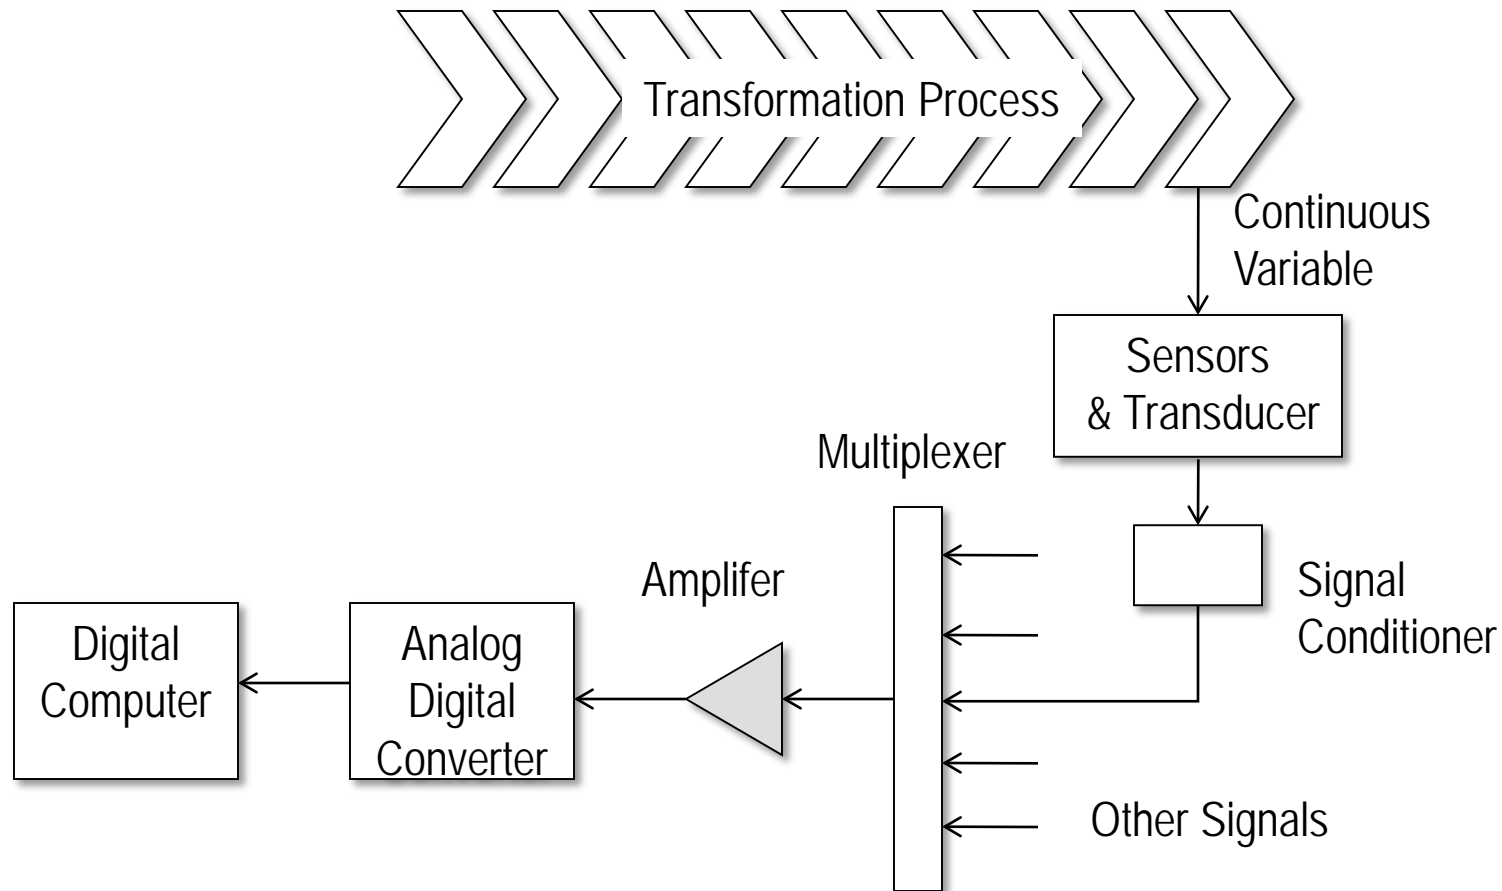 Transformation Process
Continuous
Variable
Sensors
& Transducer
Multiplexer
Signal
Conditioner
Amplifer
Analog
Digital
Converter
Digital
Computer
Other Signals